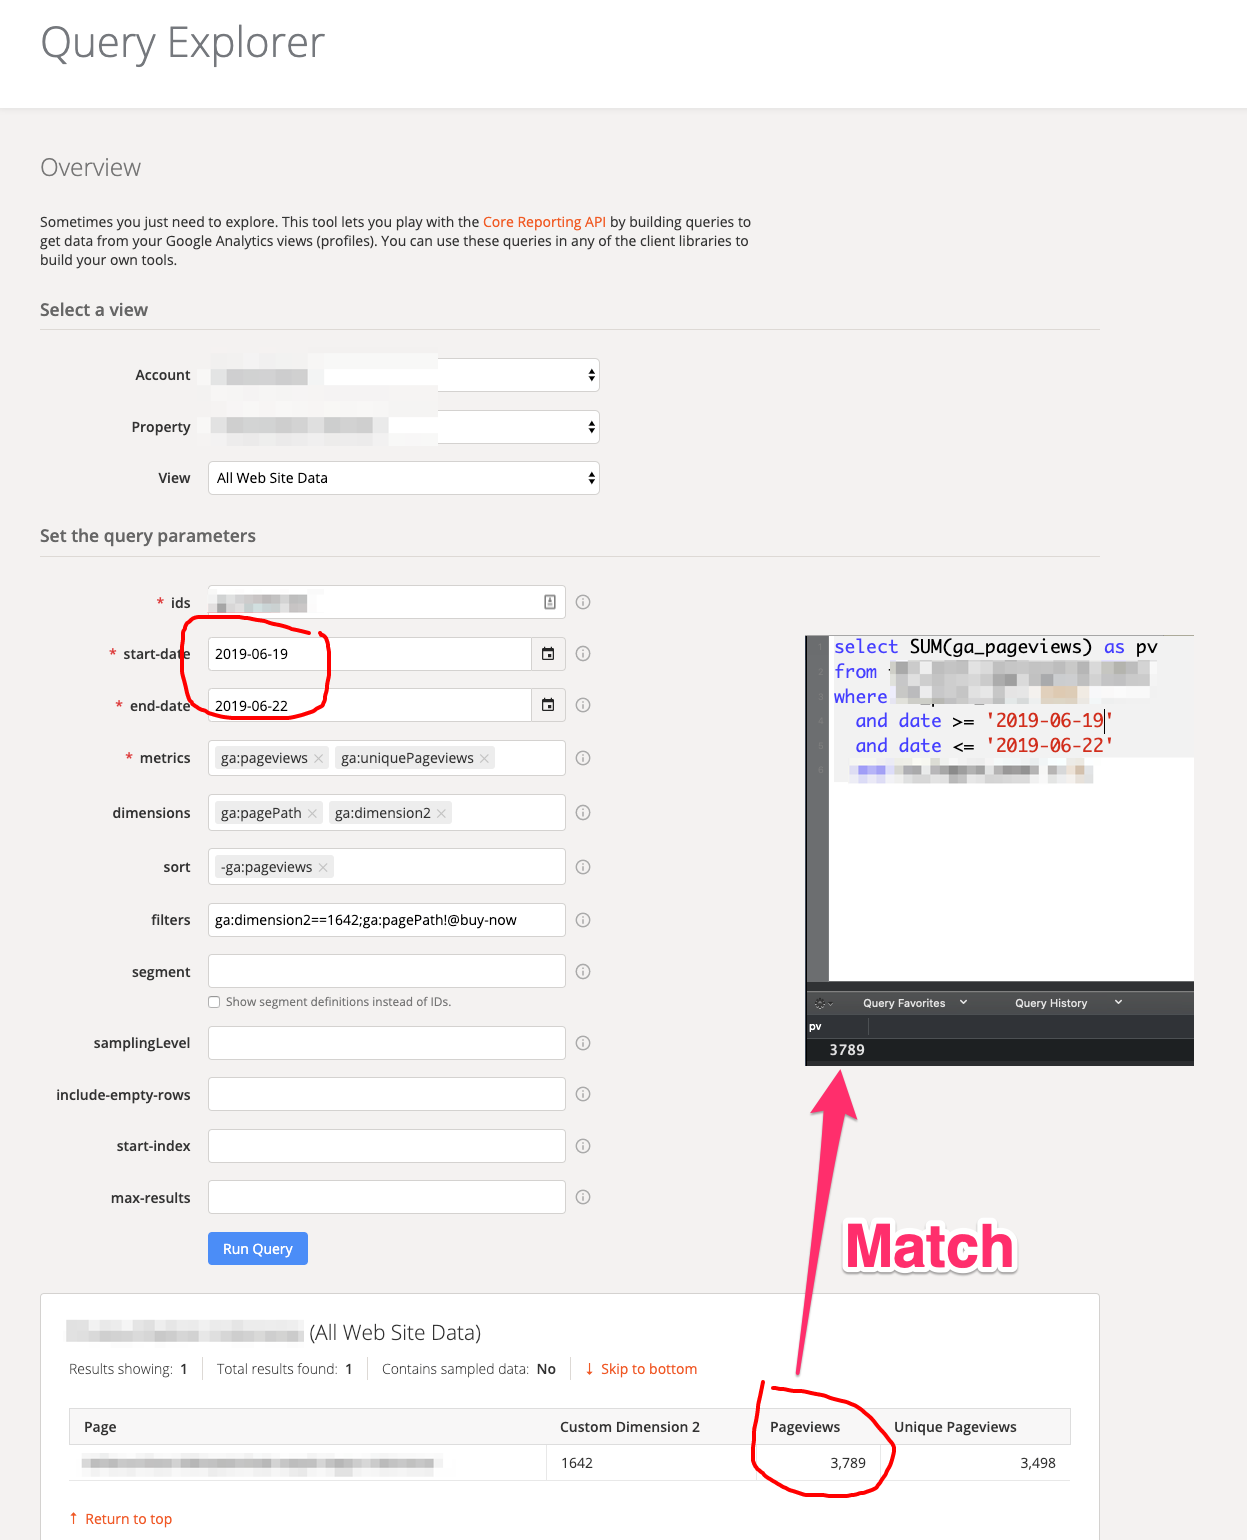 Query Explorer
Overview
Sometimes you just need to explore. This tool lets you play with the Core Reporting API by building queries to
get data from your Google Analytics views (profiles). You can use these queries in any of the client libraries to
build your own tools.
Select a view
Account
Property
View All Web Site Data
Set the query parameters
* ids
* start-date 2019-06-19
* end-date 2019-06-22
* metrics ga:pageviews × ga:uniquePageviews ×
dimensions ga:pagePath × ga:dimension2 ×
sort -ga:pageviews ×
filters ga:dimension2==1642;ga:pagePath!@buy-now
segment
Show segment definitions instead of IDs.
samplingLevel
include-empty-rows
start-index
max-results
Run Query
1 select SUM(ga_pageviews) as pv
2 from
3 where
4 and date >= '2019-06-19'
5 and date <= '2019-06-22'
6
Query Favorites Query History
pv
3789
Match
(All Web Site Data)
Results showing: 1 Total results found: 1 Contains sampled data: No ↓ Skip to bottom
Page Custom Dimension 2 Pageviews Unique Pageviews
1642 3,789 3,498
↑ Return to top